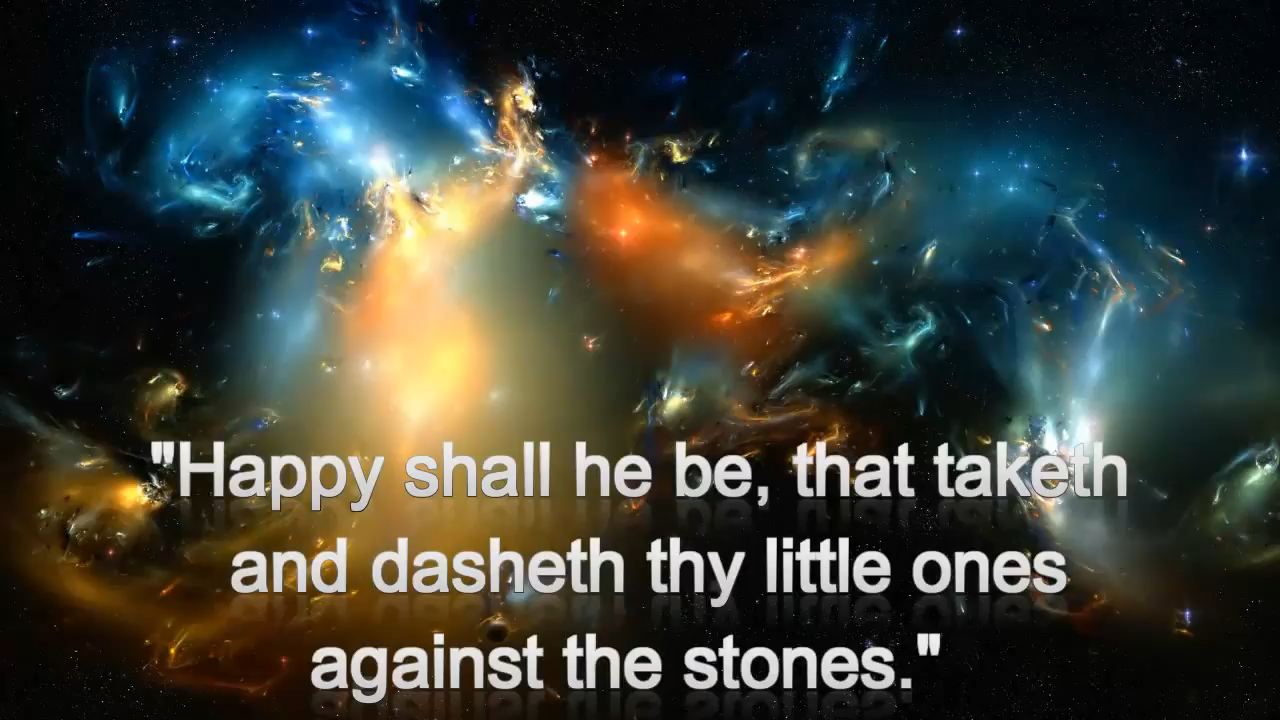 "Happy shall he be, that taketh
and dasheth thy little ones
against the stones."